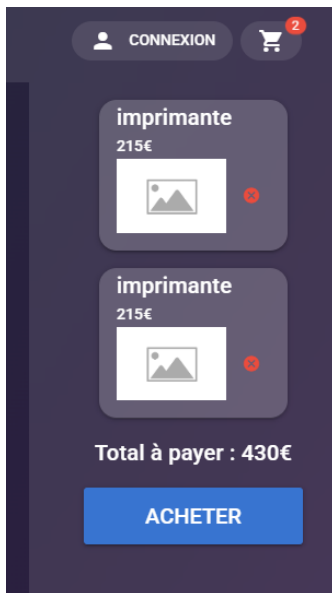 CONNEXION
2
imprimante
215€
imprimante
215€
Total à payer : 430€
ACHETER